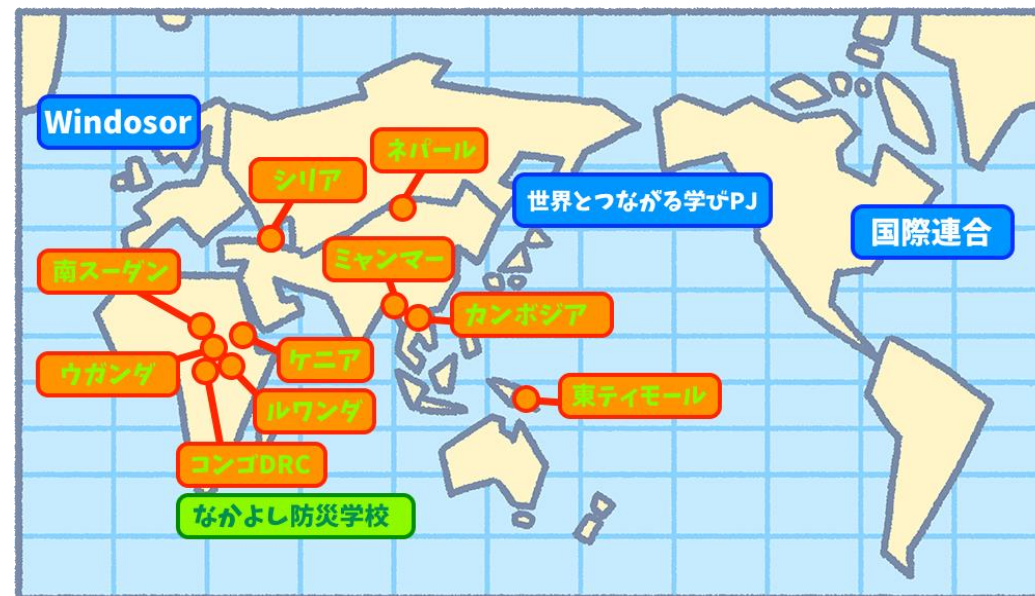 Windosor
ネパール
シリア
世界とつながる学びPJ
国際連合
ミャンマー
南スーダン
カンボジア
ケニア
ウガンダ
東ティモール
ルワンダ
コンゴDRC
なかよし防災学校